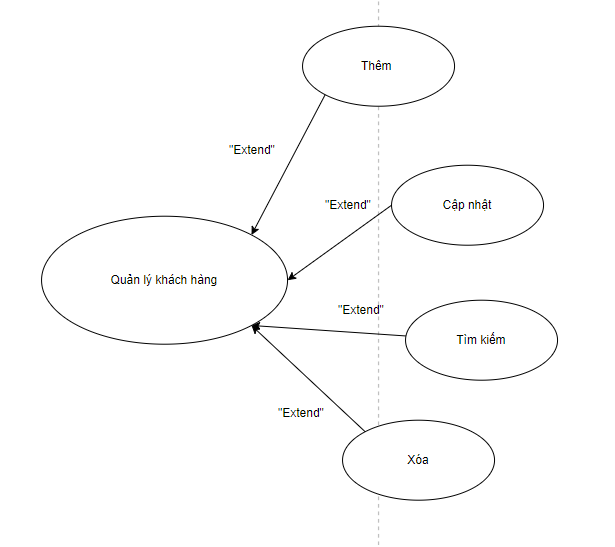 Thêm
"Extend"
"Extend"
Cập nhật
Quản lý khách hàng
"Extend"
Tìm kiếm
"Extend"
Xóa